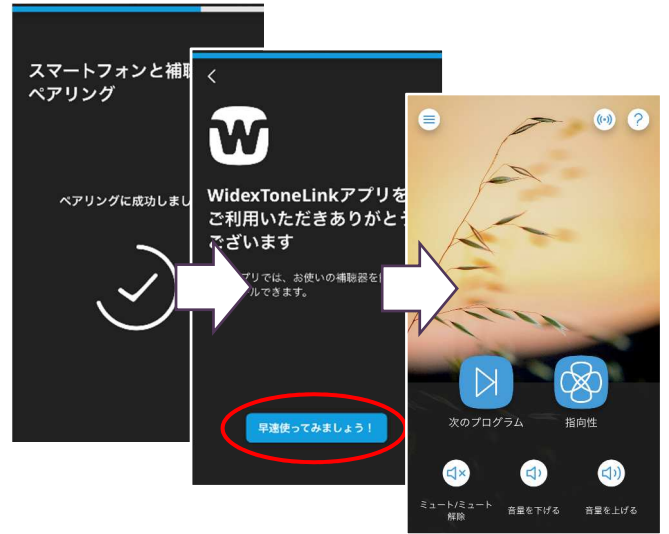 スマートフォンと補
ペアリング
ペアリングに成功しまし
W
WidexToneLinkアプリを
ご利用いただきありがとう
ございます
プリでは、お使いの補聴器を
ルできます。
早速使ってみましょう！
?
次のプログラム
指向性
ミュート/ミュート
解除
音量を下げる
音量を上げる